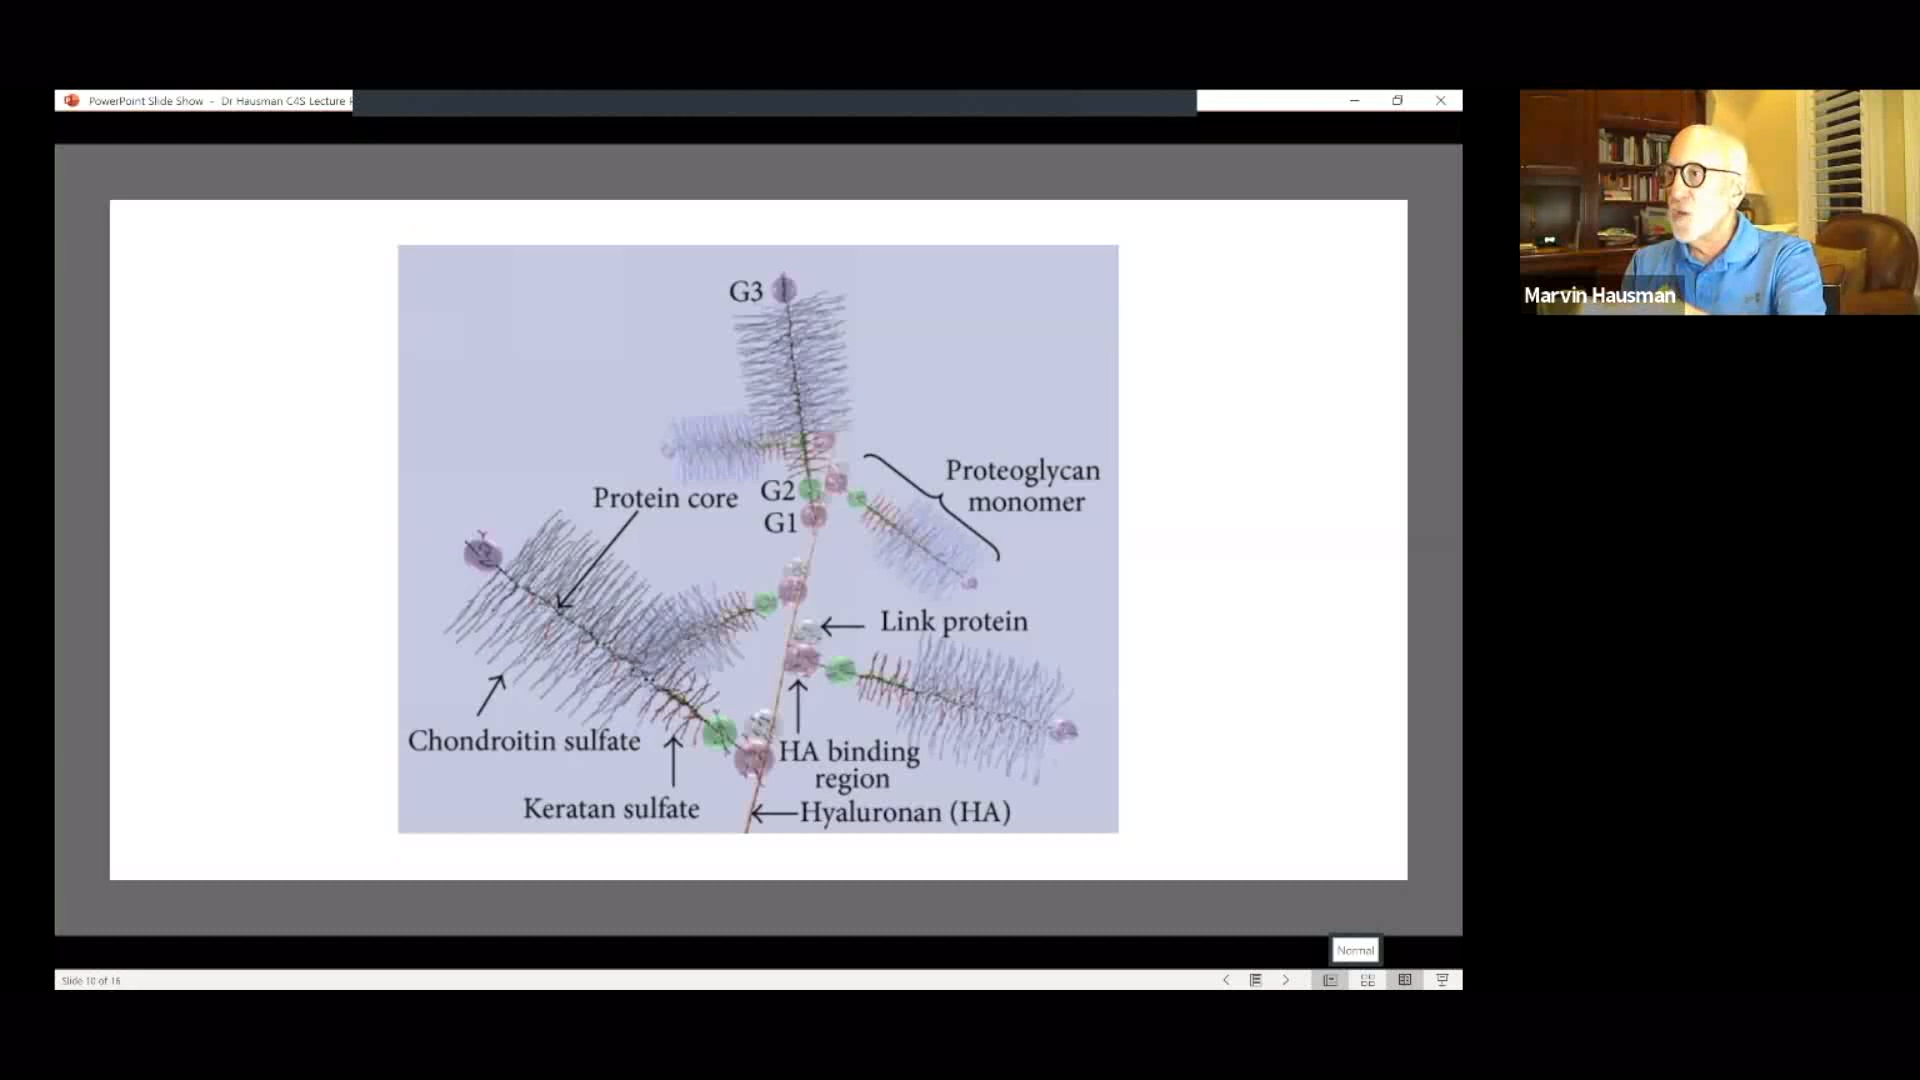 PowerPoint Slide Show - Dr Hausman C4S Lecture
G3
Proteoglycan
monomer
Protein core
G2
G1
Link protein
Chondroitin sulfate
HA binding
region
Keratan sulfate
Hyaluronan (HA)
Marvin Hausman
Normal
Slide 10 of 16